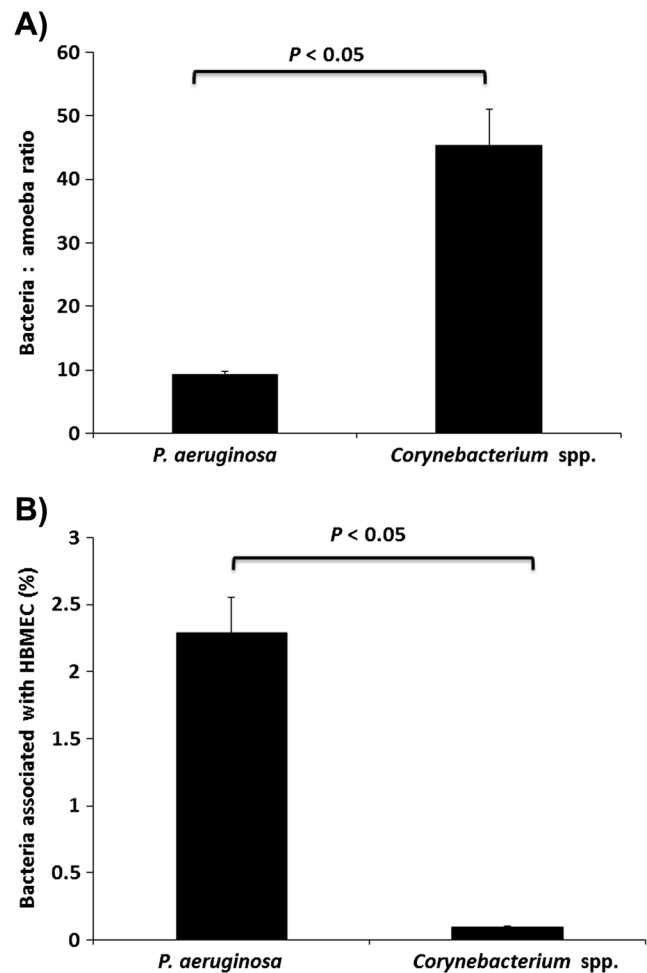 A)
P < 0.05
Bacteria : amoeba ratio
60
50
40
30
20
10
0
P. aeruginosa
Corynebacterium spp.
B)
P < 0.05
Bacteria associated with HBMEC (%)
3
2.5
2
1.5
1
0.5
0
P. aeruginosa
Corynebacterium spp.